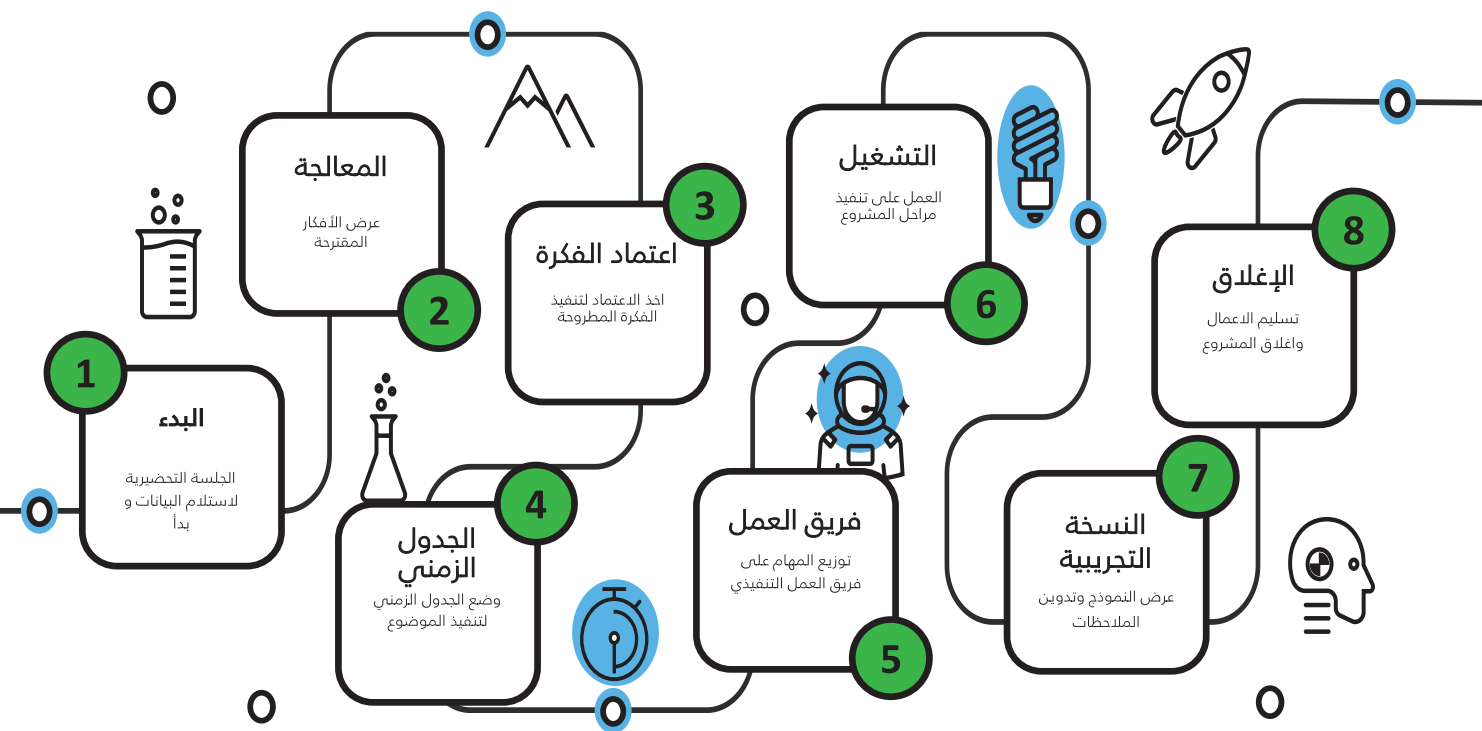 1
البدء
الجلسة التحضيرية
لاستلام البيانات و
بدأ
2
المعالجة
عرض الأفكار
المقترحة
3
اعتماد الفكرة
اخذ الاعتماد لتنفيذ
الفكرة المطروحة
4
الجدول
الزمني
وضع الجدول الزمني
لتنفيذ الموضوع
5
فريق العمل
توزيع المهام على
فريق العمل التنفيذي
6
التشغيل
العمل على تنفيذ
مراحل المشروع
7
النسخة
التجريبية
عرض النموذج وتدوين
الملاحظات
8
الإغلاق
تسليم الاعمال
واغلاق المشروع